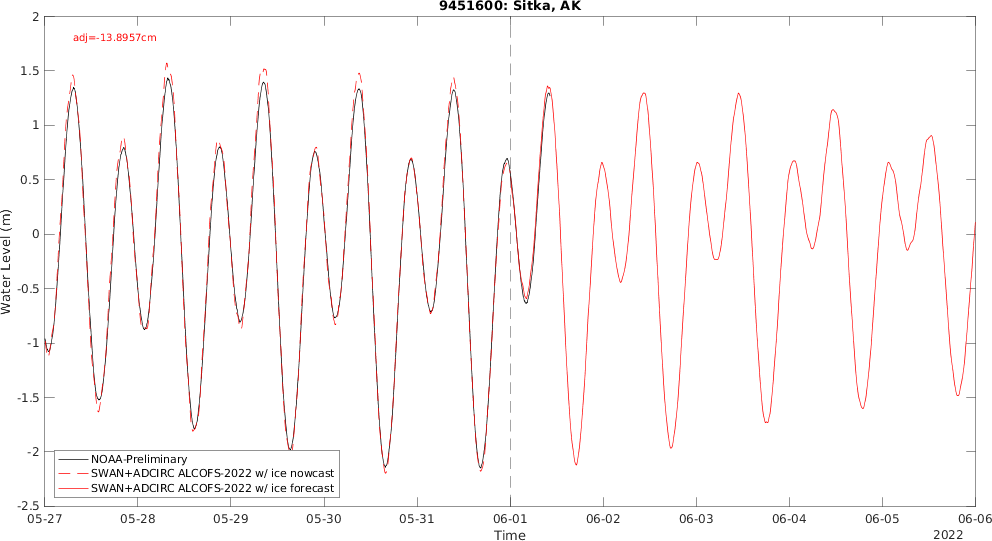 9451600: Sitka, AK
adj=-13.8957cm
Water Level (m)
2
1.5
1
0.5
0
-0.5
-1
-1.5
-2
-2.5
NOAA-Preliminary
SWAN+ADCIRC ALCOFS-2022 w/ ice nowcast
SWAN+ADCIRC ALCOFS-2022 w/ ice forecast
05-27 05-28 05-29 05-30 05-31 06-01 06-02 06-03 06-04 06-05 06-06
Time
2022